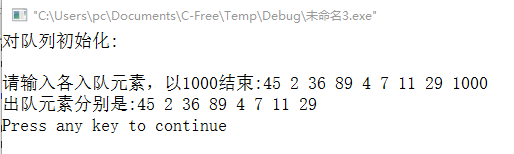 "C:\Users\pc\Documents\C-Free\Temp\Debug\未命名3.exe"
对队列初始化:
请输入各入队元素，以1000结束:45 2 36 89 4 7 11 29 1000
出队元素分别是:45 2 36 89 4 7 11 29
Press any key to continue